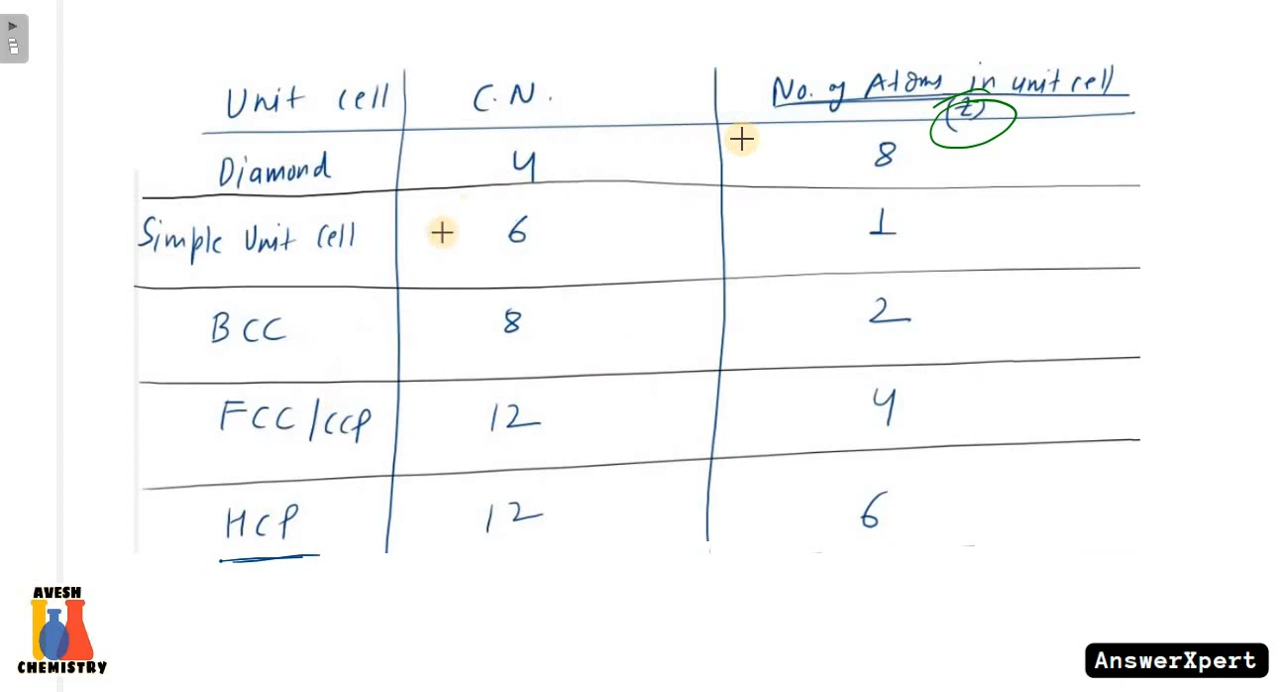 Unit cell C.N. No. of Atoms in unit cell
(Z)
Diamond 4 8
Simple Unit Cell 6 1
BCC 8 2
FCC/CCP 12 4
HCP 12 6
AVESH
CHEMISTRY
AnswerXpert